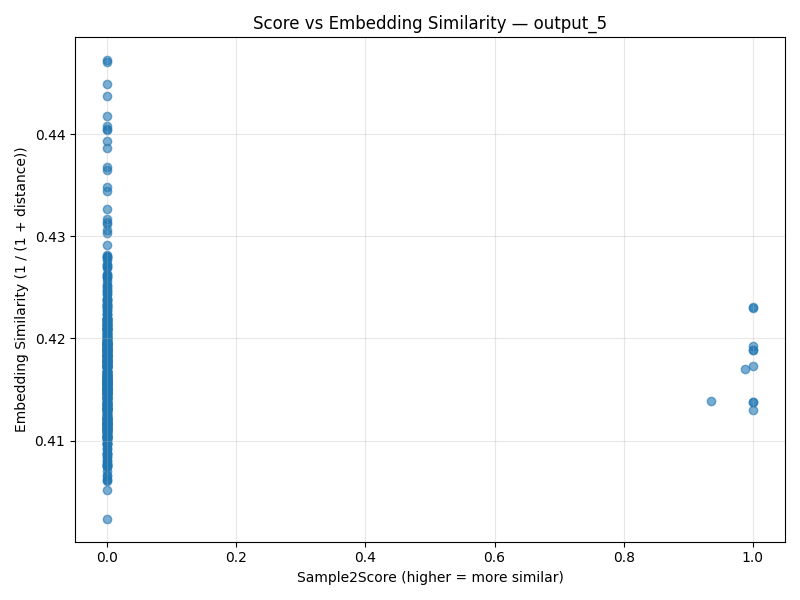 Score vs Embedding Similarity — output_5
Embedding Similarity (1 / (1 + distance))
0.44
0.43
0.42
0.41
0.0 0.2 0.4 0.6 0.8 1.0
Sample2Score (higher = more similar)